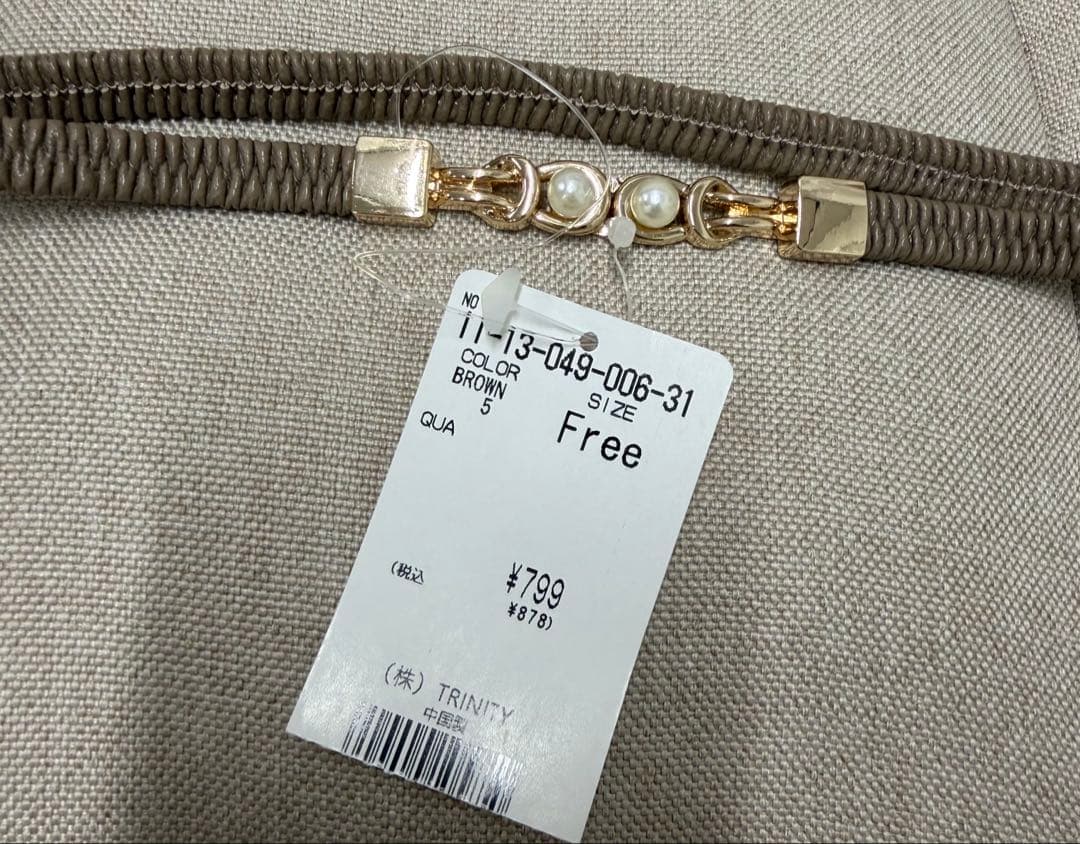 NO
11-13-049-006-31
COLOR SIZE
BROWN
5 Free
QUA
¥799
(税込 ¥878)
(株) TRINITY
中国製